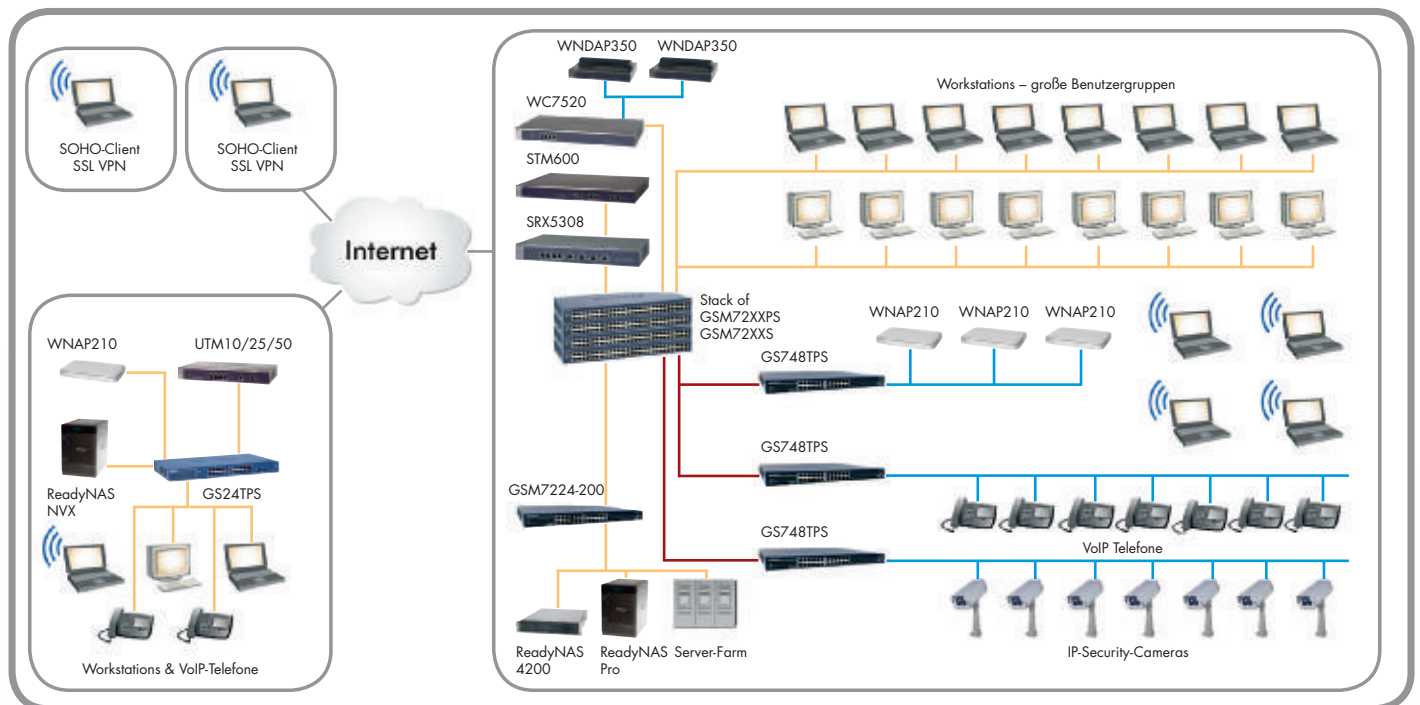 SOHO-Client
SSL VPN
SOHO-Client
SSL VPN
Internet
WNAP210
UTM10/25/50
ReadyNAS
NVX
GS24TPS
Workstations & VoIP-Telefone
WNDAP350
WNDAP350
WC7520
STM600
SRX5308
Workstations – große Benutzergruppen
Stack of
GSM72XXPS
GSM72XXS
WNAP210
WNAP210
WNAP210
GS748TPS
GS748TPS
GSM7224-200
GS748TPS
VoIP Telefone
ReadyNAS
4200
ReadyNAS
Pro
Server-Farm
IP-Security-Cameras